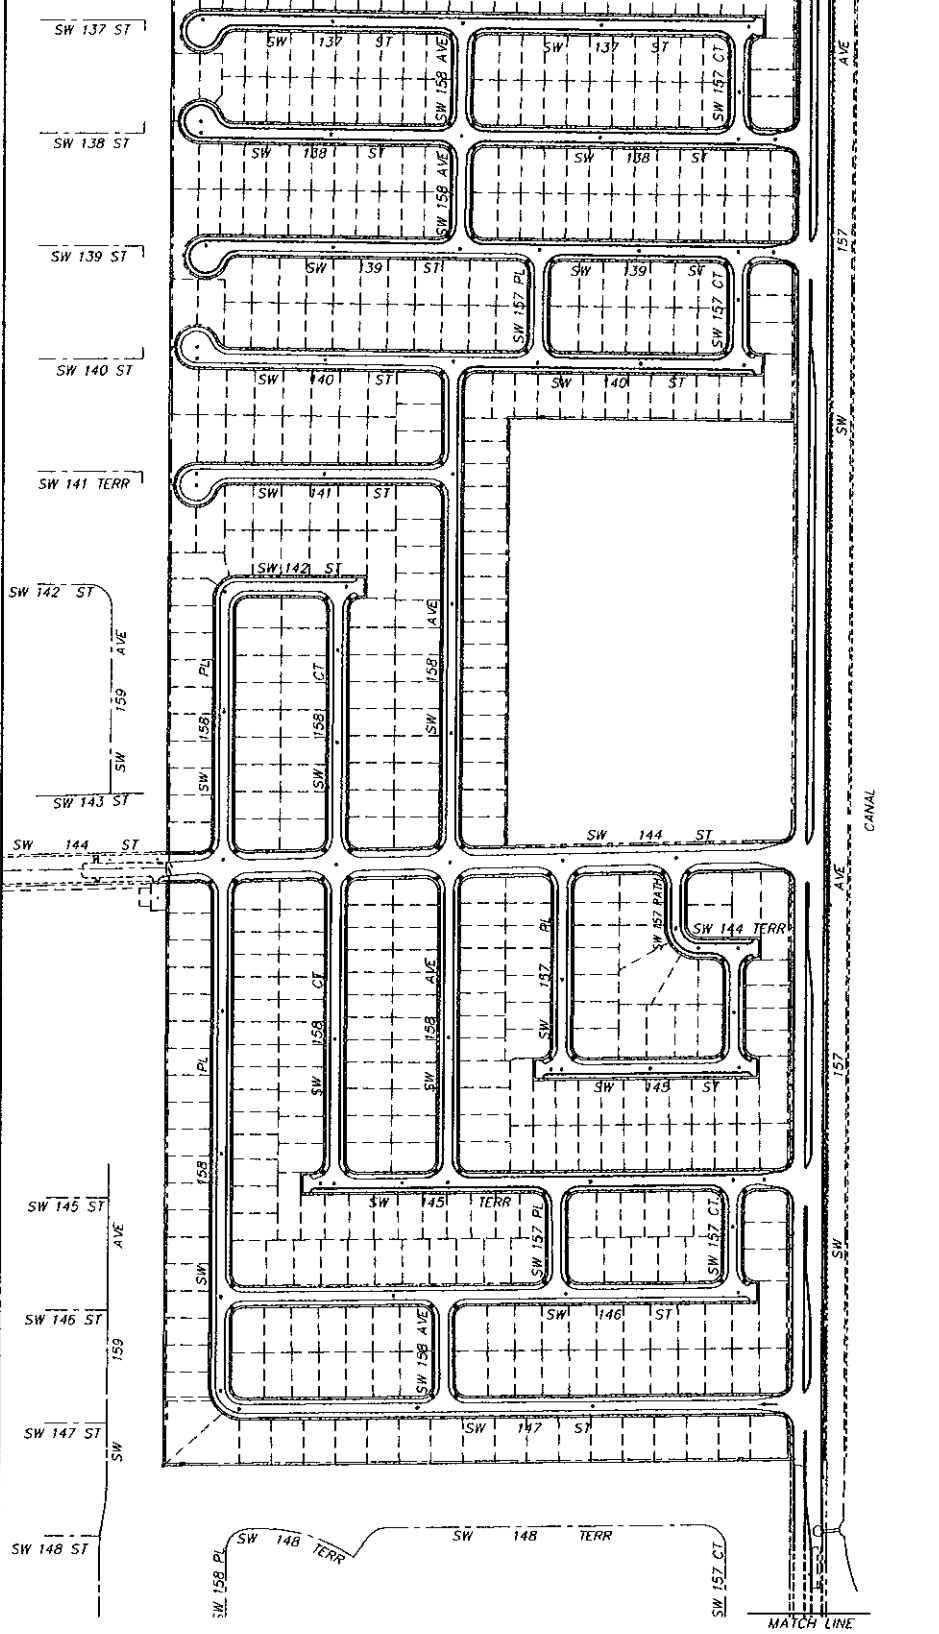 SW 137 ST
SW 137 ST
SW 137 ST
SW 158 AVE
SW 157 CT
AVE
SW 138 ST
SW 138 ST
SW 138 ST
SW 158 AVE
SW 139 ST
SW 139 ST
SW 139 ST
SW 157 PL
SW 157 CT
157
SW 140 ST
SW 140 ST
SW 140 ST
SW
SW 141 TERR
SW 141 ST
SW 142 ST
SW 142 ST
SW 159 AVE
SW 158 PL
SW 158 CT
SW 158 AVE
SW 143 ST
SW 144 ST
SW 144 ST
CANAL
AVE
SW 157 PATH
SW 144 TERR
SW 158 PL
SW 158 CT
SW 158 AVE
SW 157 PL
157
SW 145 ST
SW 145 ST
SW 145 TERR
SW 157 PL
SW 157 CT
SW
SW 159 AVE
SW 146 ST
SW 146 ST
SW 158 AVE
SW 147 ST
SW 147 ST
SW 148 ST
SW 148 TERR
SW 148 TERR
SW 158 PL
SW 157 CT
MATCH LINE